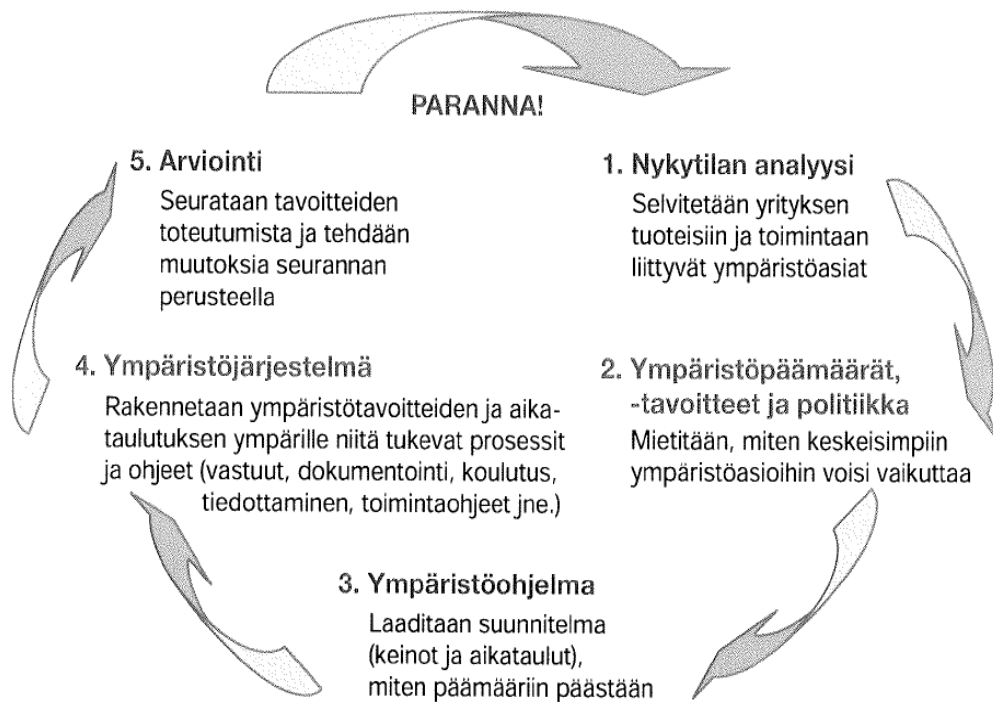 PARANNA!
1. Nykytilan analyysi
Selvitetään yrityksen
tuoteisiin ja toimintaan
liittyvät ympäristöasiat
2. Ympäristöpäämäärät,
-tavoitteet ja politiikka
Mietitään, miten keskeisimpiin
ympäristöasioihin voisi vaikuttaa
3. Ympäristöohjelma
Laaditaan suunnitelma
(keinot ja aikataulut),
miten päämääriin päästään
4. Ympäristöjärjestelmä
Rakennetaan ympäristötavoitteiden ja aika-
taulutuksen ympärille niitä tukevat prosessit
ja ohjeet (vastuut, dokumentointi, koulutus,
tiedottaminen, toimintaohjeet jne.)
5. Arviointi
Seurataan tavoitteiden
toteutumista ja tehdään
muutoksia seurannan
perusteella